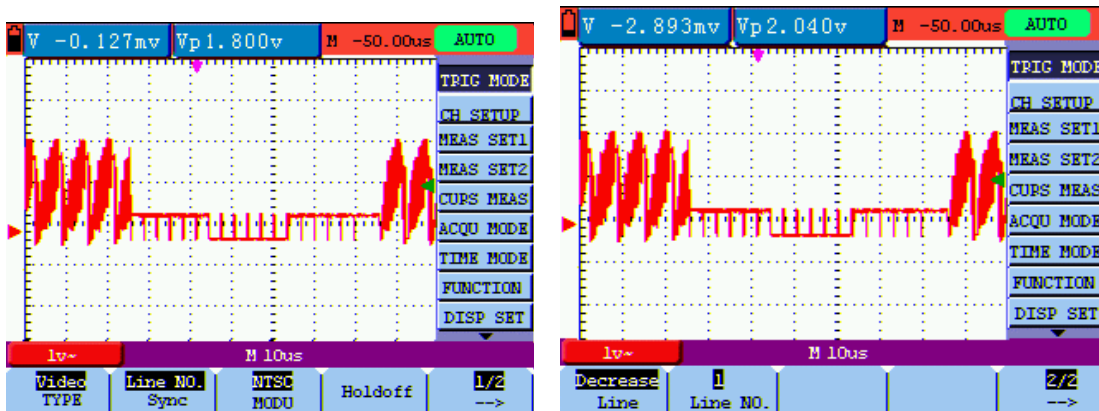 V -0.127mv Vp1.800v M -50.00us AUTO
TRIG MODE
CH SETUP
MEAS SET1
MEAS SET2
CUPS MEAS
ACQU MODE
TIME MODE
FUNCTION
DISP SET
1v~ M 10us
Video Line NO. NTSC Holdoff 1/2
TYPE Sync MODU -->
V -2.893mv Vp2.040v M -50.00us AUTO
TRIG MODE
CH SETUP
MEAS SET1
MEAS SET2
CUPS MEAS
ACQU MODE
TIME MODE
FUNCTION
DISP SET
1v~ M 10us
Decrease 1 2/2
Line Line NO. -->